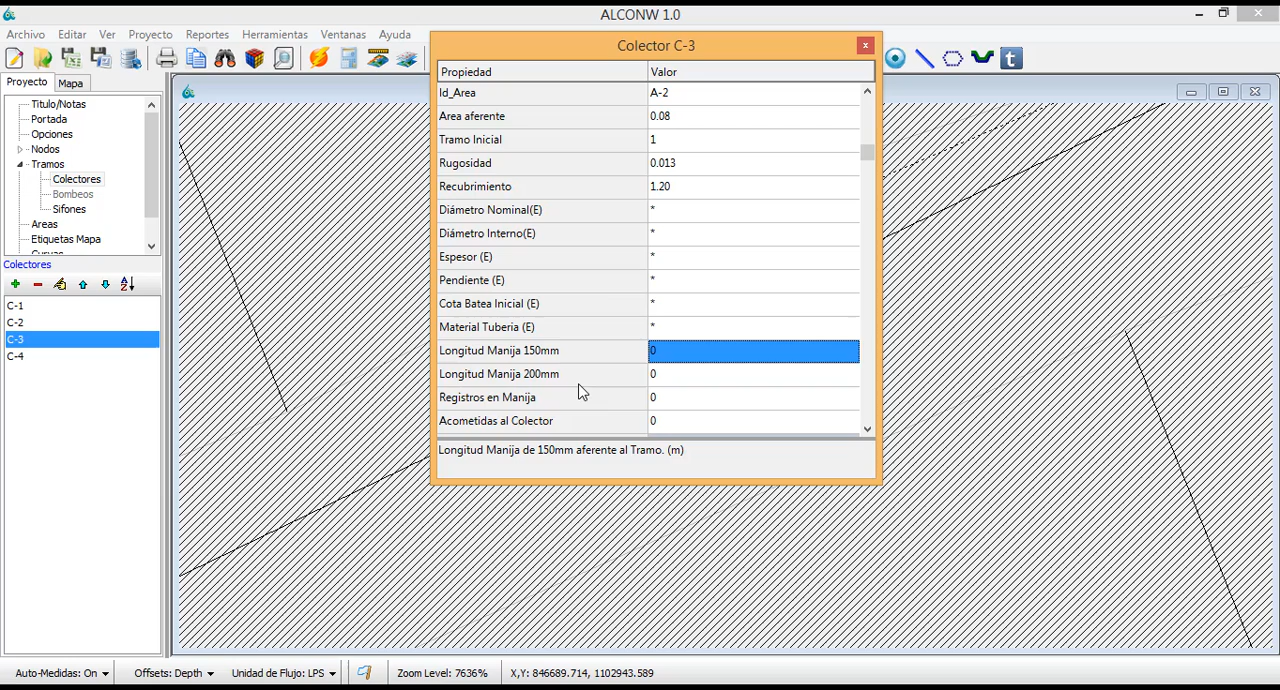 ALCONW 1.0
Archivo Editar Ver Proyecto Reportes Herramientas Ventanas Ayuda
Colector C-3
t
Proyecto Mapa
Titulo/Notas
Portada
Opciones
Nodos
Tramos
Colectores
Bombeos
Sifones
Areas
Etiquetas Mapa
Curvas
Colectores
C-1
C-2
C-3
C-4
Propiedad Valor
Id_Area A-2
Area aferente 0.08
Tramo Inicial 1
Rugosidad 0.013
Recubrimiento 1.20
Diámetro Nominal(E) *
Diámetro Interno(E) *
Espesor (E) *
Pendiente (E) *
Cota Batea Inicial (E) *
Material Tuberia (E) *
Longitud Manija 150mm 0
Longitud Manija 200mm 0
Registros en Manija 0
Acometidas al Colector 0
Longitud Manija de 150mm aferente al Tramo. (m)
Auto-Medidas: On Offsets: Depth Unidad de Flujo: LPS Zoom Level: 7636% X,Y: 846689.714, 1102943.589